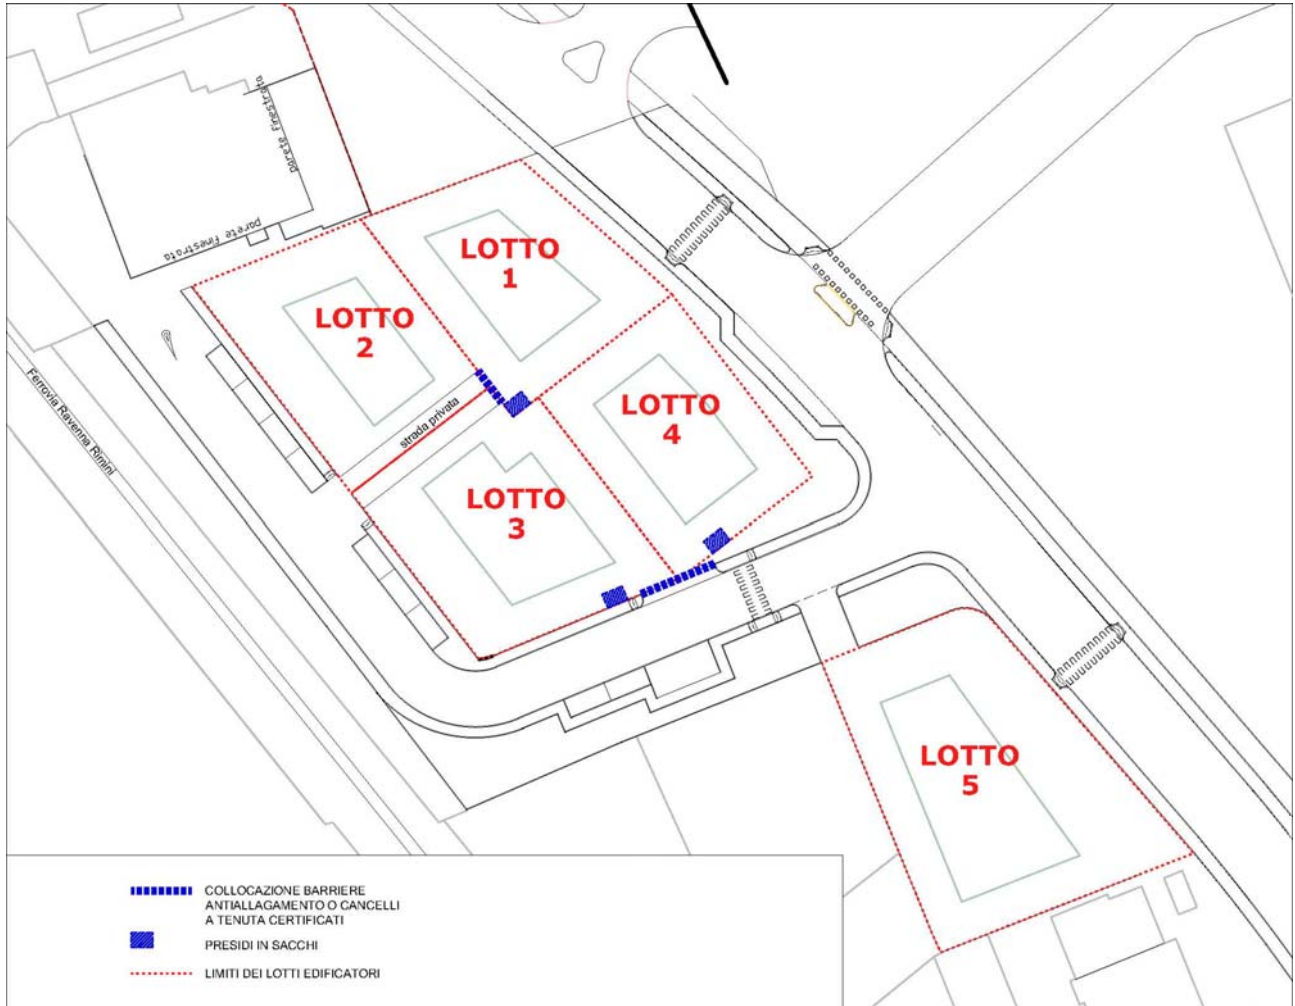 parete finestrata
parete finestrata
LOTTO
1
LOTTO
2
Ferrovia Ravenna Rimini
strada privata
LOTTO
4
LOTTO
3
LOTTO
5
COLLOCAZIONE BARRIERE
ANTIALLAGAMENTO O CANCELLI
A TENUTA CERTIFICATI
PRESIDI IN SACCHI
LIMITI DEI LOTTI EDIFICATORI